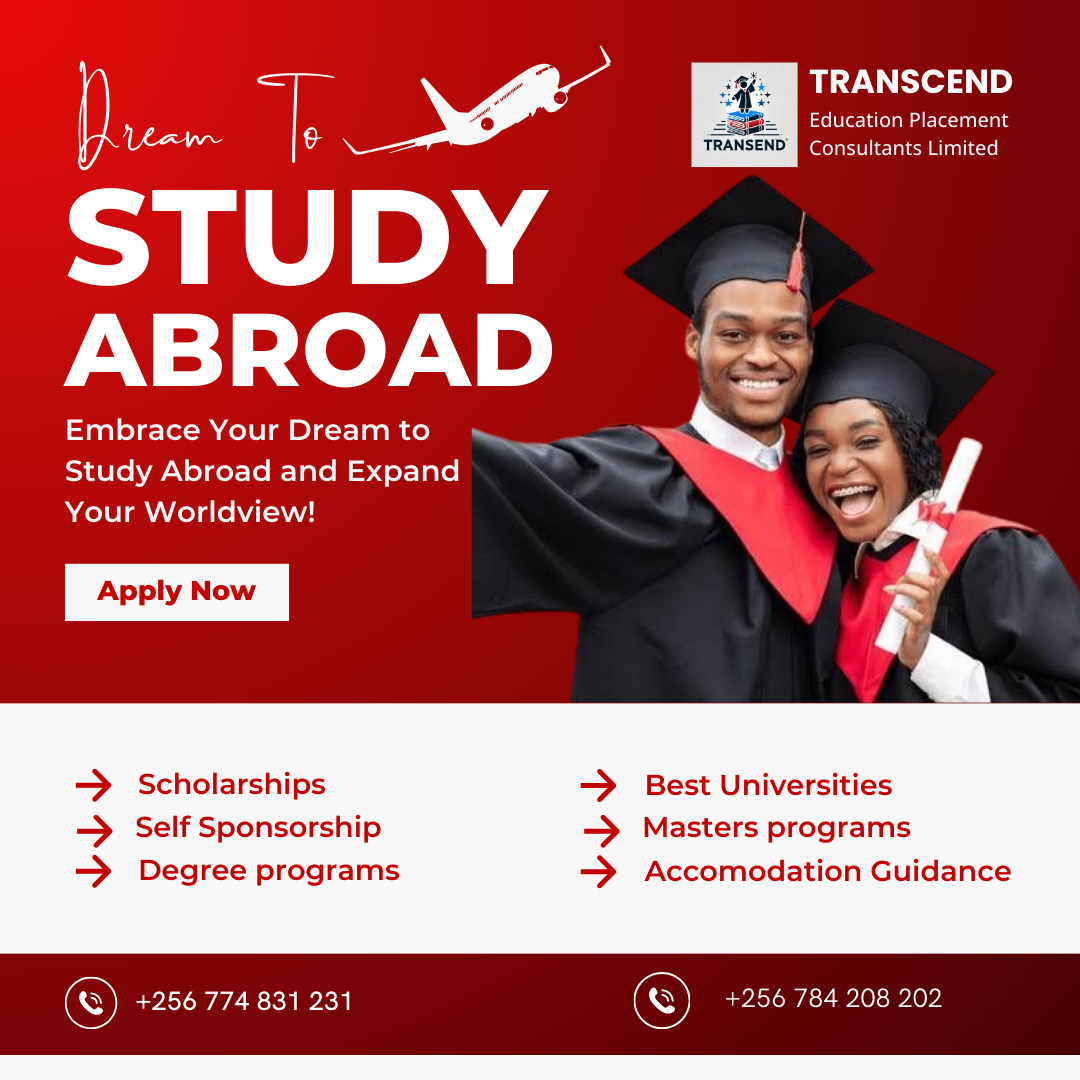 Dream To
TRANSCEND
Education Placement
Consultants Limited
TRANSEND
STUDY
ABROAD
Embrace Your Dream to
Study Abroad and Expand
Your Worldview!
Apply Now
Scholarships
Self Sponsorship
Degree programs
Best Universities
Masters programs
Accomodation Guidance
+256 774 831 231
+256 784 208 202